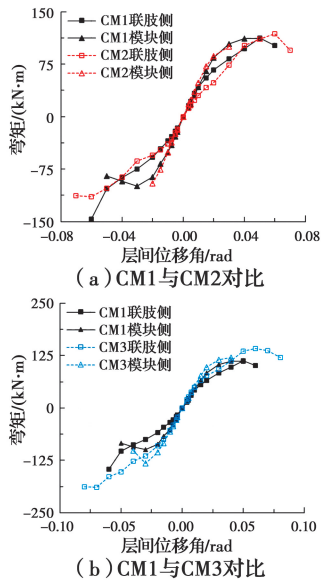 150
75
0
-75
-150
弯矩/(kN·m)
CM1联肢侧
CM1模块侧
CM2联肢侧
CM2模块侧
-0.08 -0.04 0.00 0.04 0.08
层间位移角/rad
(a)CM1与CM2对比
250
125
0
-125
-250
弯矩/(kN·m)
CM1联肢侧
CM1模块侧
CM3联肢侧
CM3模块侧
-0.10 -0.05 0.00 0.05 0.10
层间位移角/rad
(b)CM1与CM3对比